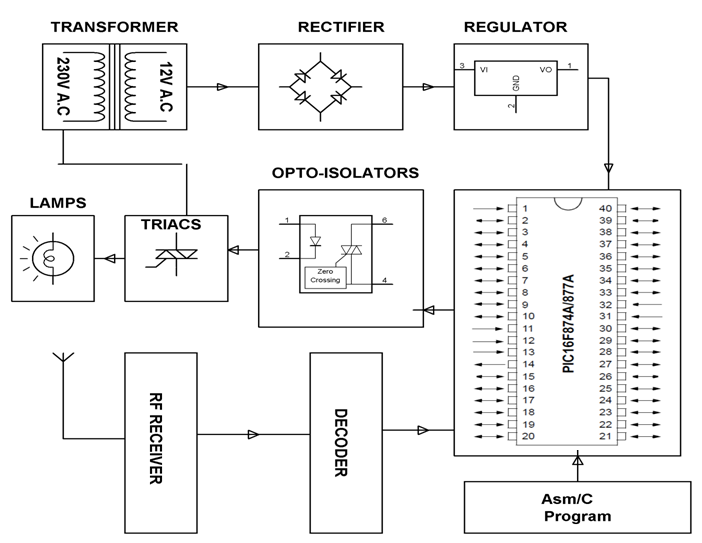 TRANSFORMER
RECTIFIER
REGULATOR
230V A.C
12V A.C
3
VI
VO
1
GND
2
OPTO-ISOLATORS
LAMPS
TRIACS
1
6
2
4
Zero
Crossing
PIC16F874A/877A
1 40
2 39
3 38
4 37
5 36
6 35
7 34
8 33
9 32
10 31
11 30
12 29
13 28
14 27
15 26
16 25
17 24
18 23
19 22
20 21
RF RECEIVER
DECODER
Asm/C
Program